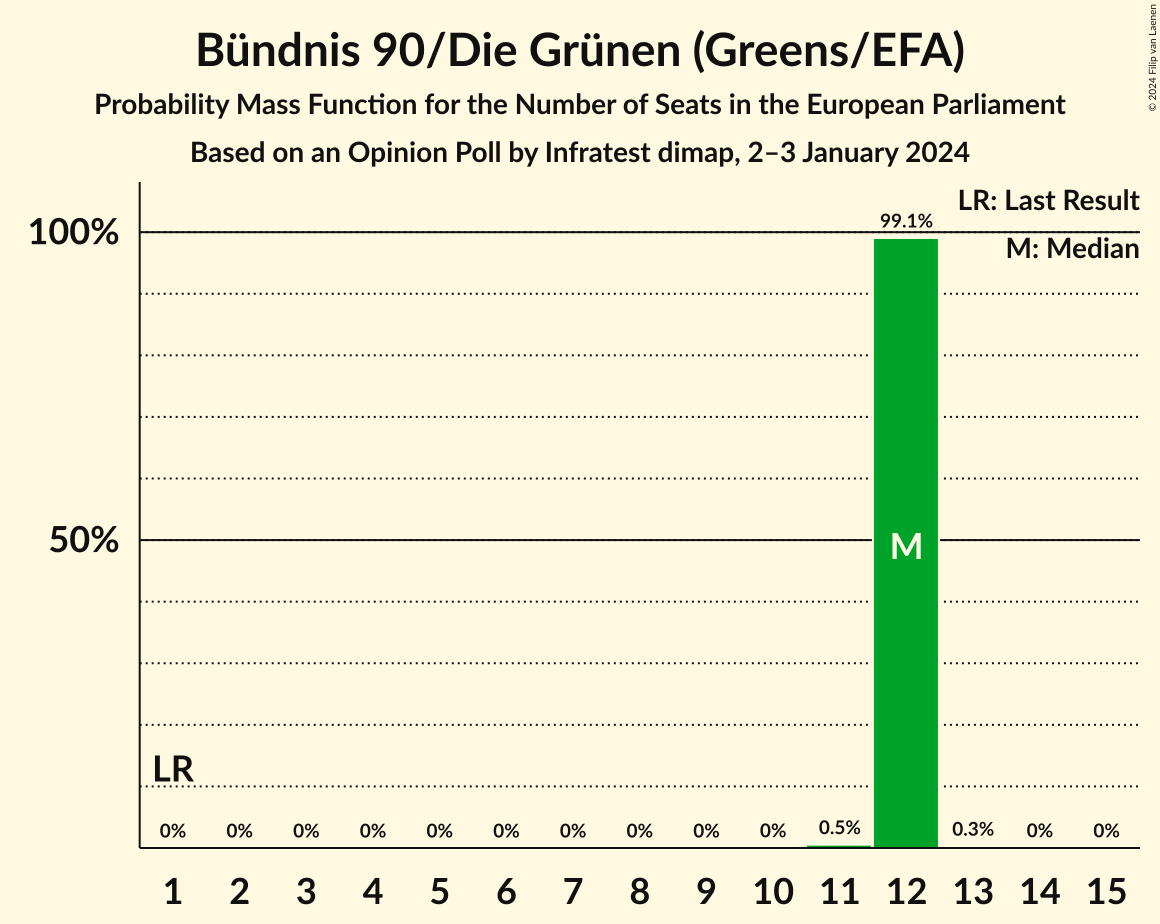 Bündnis 90/Die Grünen (Greens/EFA)
Probability Mass Function for the Number of Seats in the European Parliament
Based on an Opinion Poll by Infratest dimap, 2–3 January 2024
© 2024 Filip van Laenen
LR: Last Result
M: Median
100%
50%
99.1%
M
LR
0% 0% 0% 0% 0% 0% 0% 0% 0% 0% 0.5% 0.3% 0% 0%
1 2 3 4 5 6 7 8 9 10 11 12 13 14 15